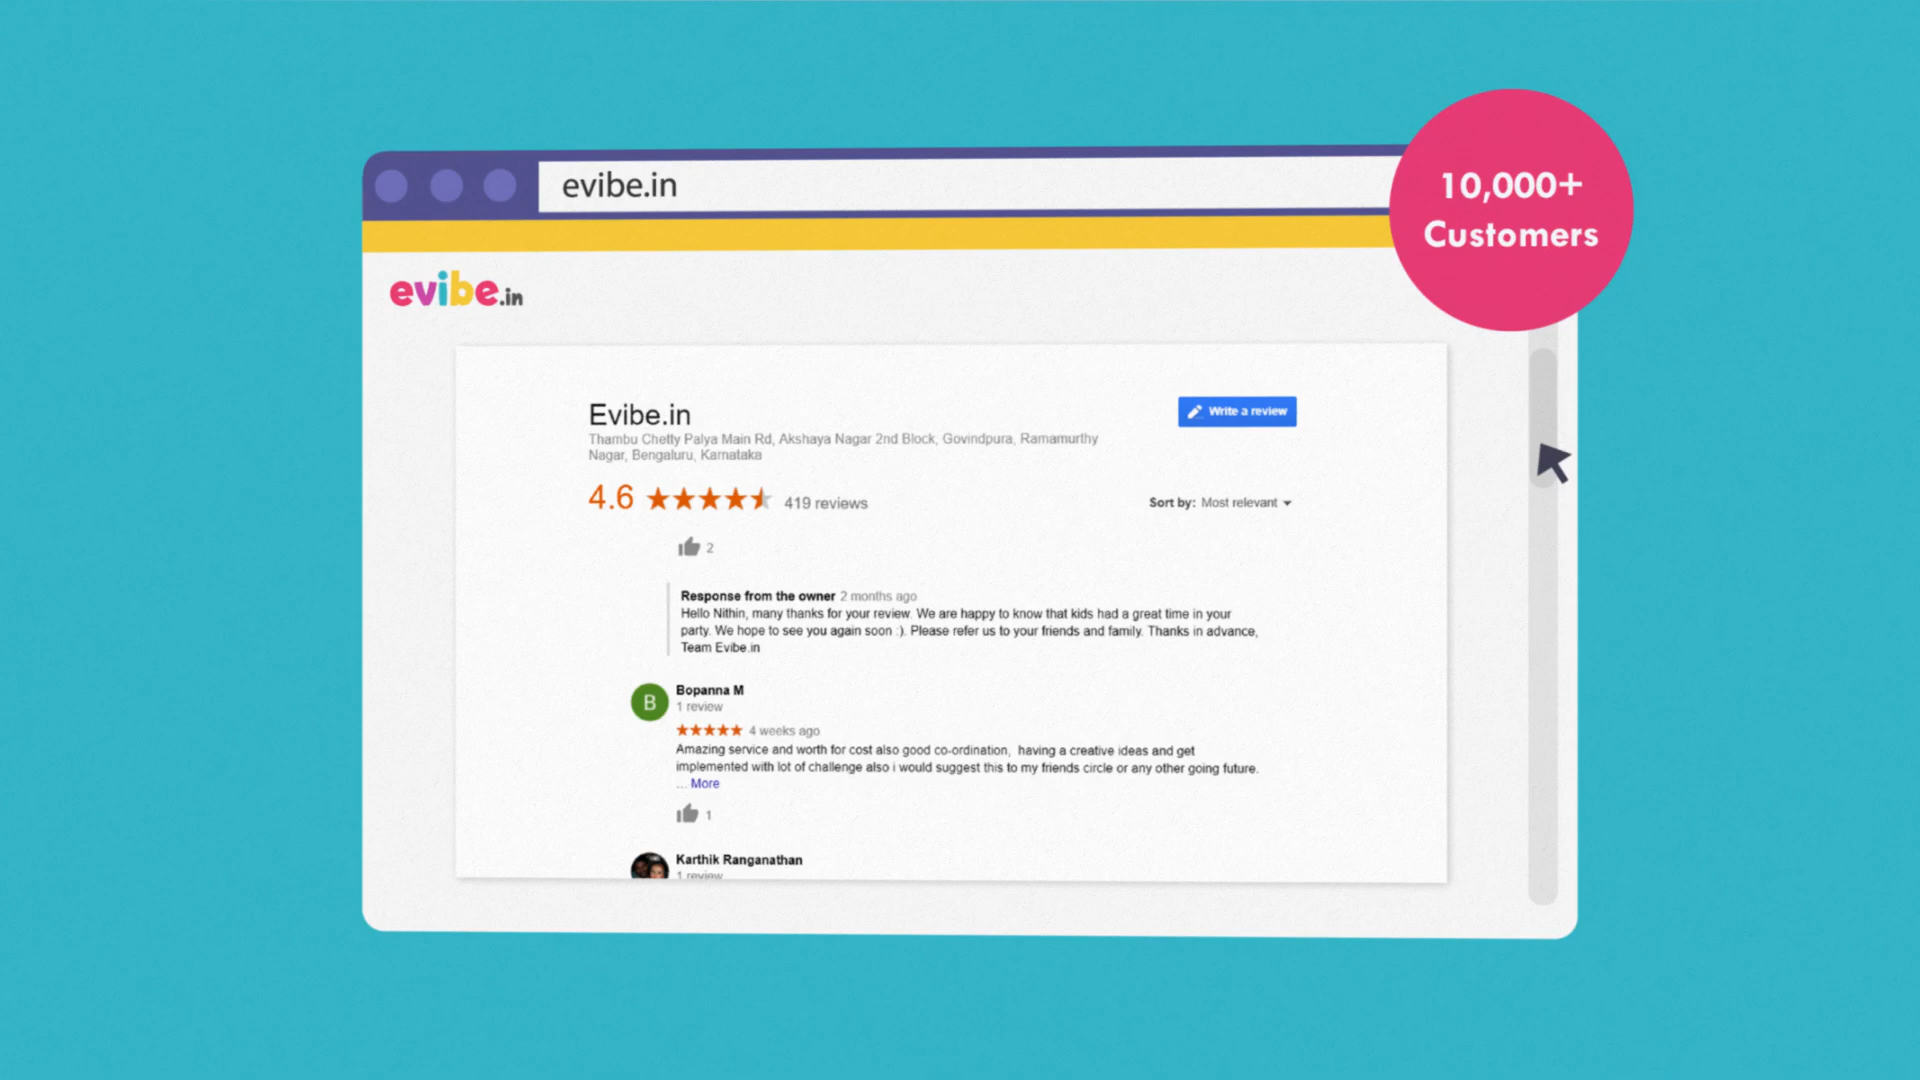 evibe.in
10,000+
Customers
evibe.in
Evibe.in
Write a review
Thambu Chetty Palya Main Rd, Akshaya Nagar 2nd Block, Govindpura, Ramamurthy
Nagar, Bengaluru, Karnataka
4.6 419 reviews
Sort by: Most relevant
2
Response from the owner 2 months ago
Hello Nithin, many thanks for your review. We are happy to know that kids had a great time in your
party. We hope to see you again soon :). Please refer us to your friends and family. Thanks in advance,
Team Evibe.in
B
Bopanna M
1 review
4 weeks ago
Amazing service and worth for cost also good co-ordination, having a creative ideas and get
implemented with lot of challenge also i would suggest this to my friends circle or any other going future.
... More
1
Karthik Ranganathan
1 review